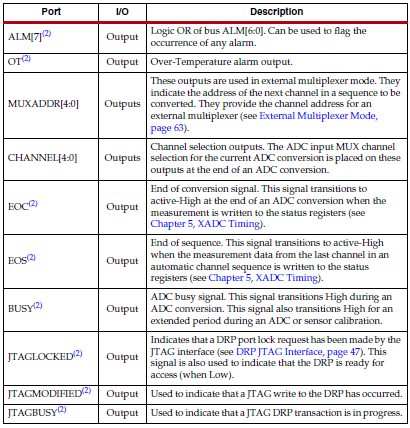 Port I/O Description
ALM[7](2) Output Logic OR of bus ALM[6:0]. Can be used to flag the
occurrence of any alarm.
OT(2) Output Over-Temperature alarm output.
MUXADDR[4:0] Outputs These outputs are used in external multiplexer mode. They
indicate the address of the next channel in a sequence to be
converted. They provide the channel address for an
external multiplexer (see External Multiplexer Mode,
page 63).
CHANNEL[4:0] Outputs Channel selection outputs. The ADC input MUX channel
selection for the current ADC conversion is placed on these
outputs at the end of an ADC conversion.
EOC(2) Output End of conversion signal. This signal transitions to
active-High at the end of an ADC conversion when the
measurement is written to the status registers (see
Chapter 5, XADC Timing).
EOS(2) Output End of sequence. This signal transitions to active-High
when the measurement data from the last channel in an
automatic channel sequence is written to the status
registers (see Chapter 5, XADC Timing).
BUSY(2) Output ADC busy signal. This signal transitions High during an
ADC conversion. This signal also transitions High for an
extended period during an ADC or sensor calibration.
JTAGLOCKED(2) Output Indicates that a DRP port lock request has been made by the
JTAG interface (see DRP JTAG Interface, page 47). This
signal is also used to indicate that the DRP is ready for
access (when Low).
JTAGMODIFIED(2) Output Used to indicate that a JTAG write to the DRP has occurred.
JTAGBUSY(2) Output Used to indicate that a JTAG DRP transaction is in progress.